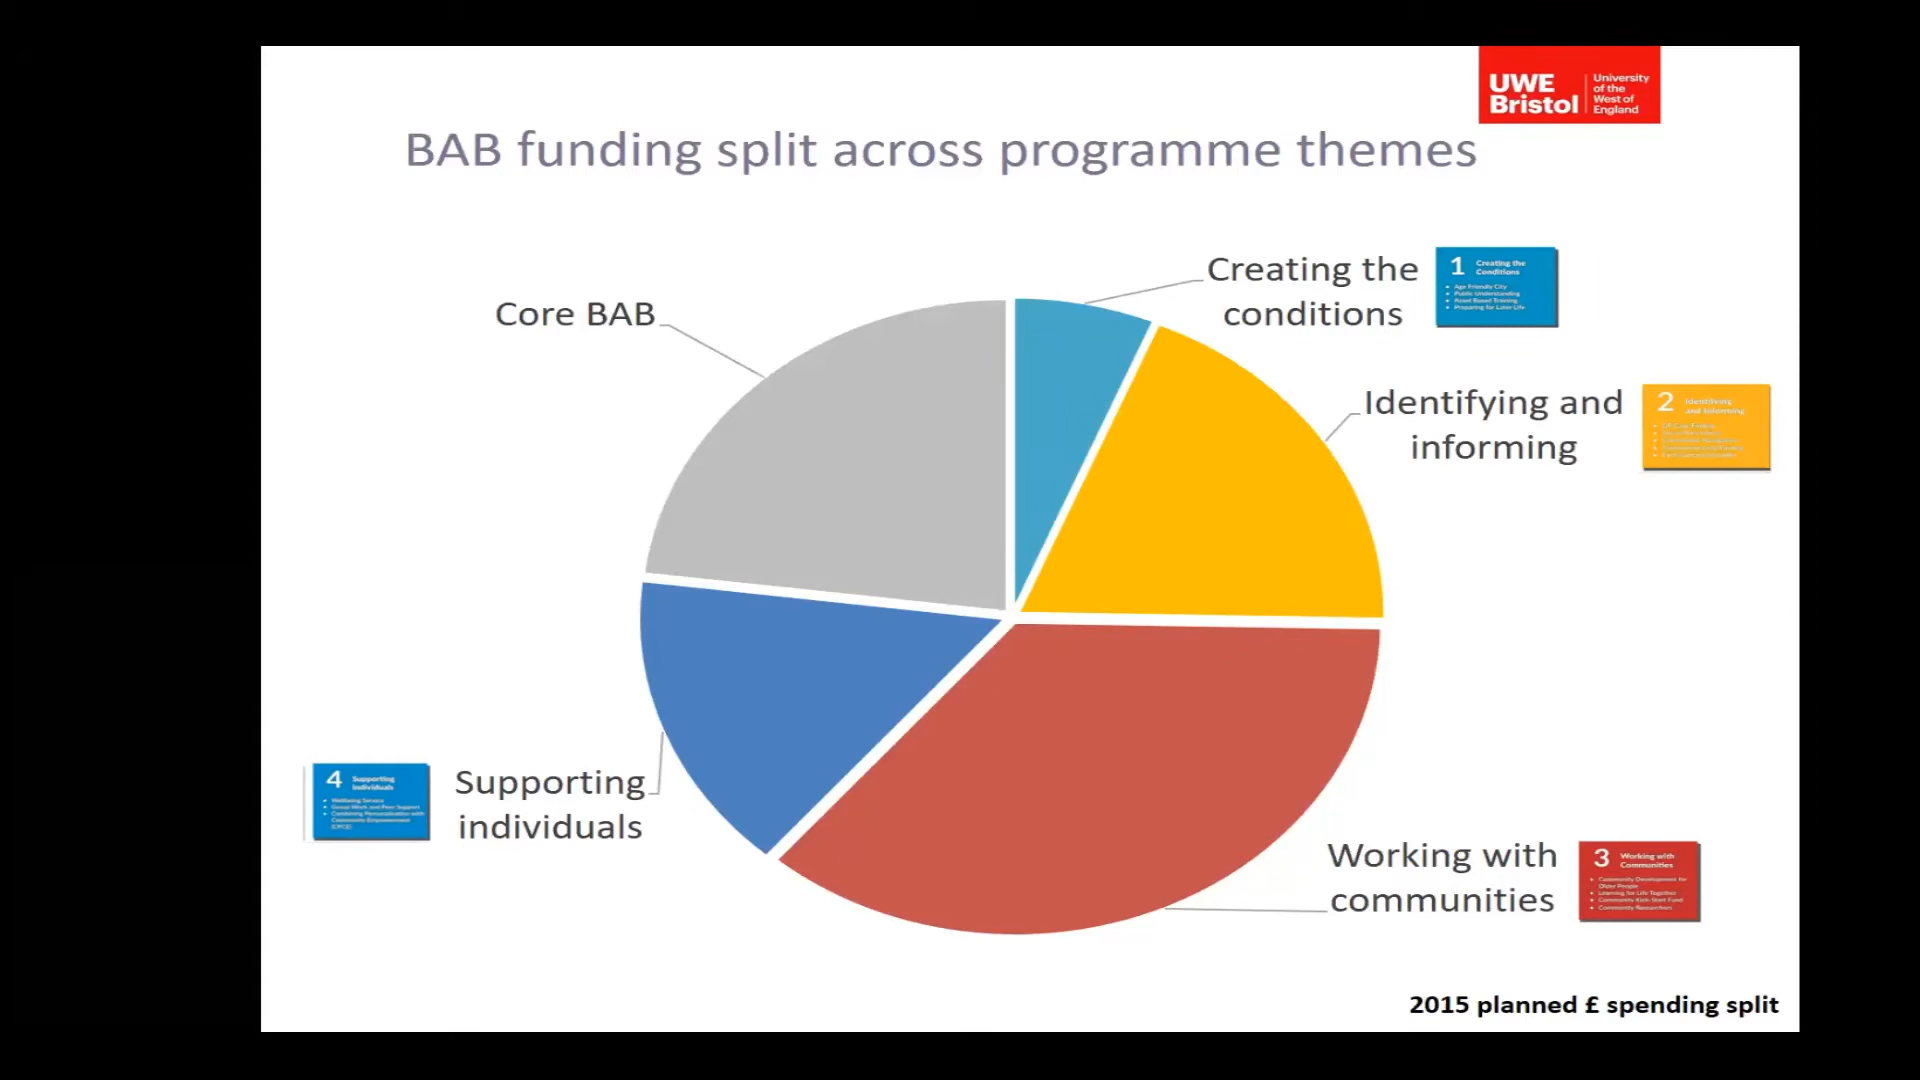 UWE
Bristol
University
of the
West of
England
BAB funding split across programme themes
Creating the
conditions
1
Creating the
Conditions
• Age Friendly City
• Public Understanding
• Asset Based Training
• Preparing for Later Life
Core BAB
Identifying and
informing
2
Identifying
and Informing
Supporting
individuals
4
Supporting
Individuals
• Wellbeing Service
• Group Work and Peer Support
• Combining Personalisation with
Community Empowerment
Working with
communities
3
Working with
Communities
• Community Development for
Older People
• Learning for Life Together
• Community Kick-Start Fund
• Community Researchers
2015 planned £ spending split